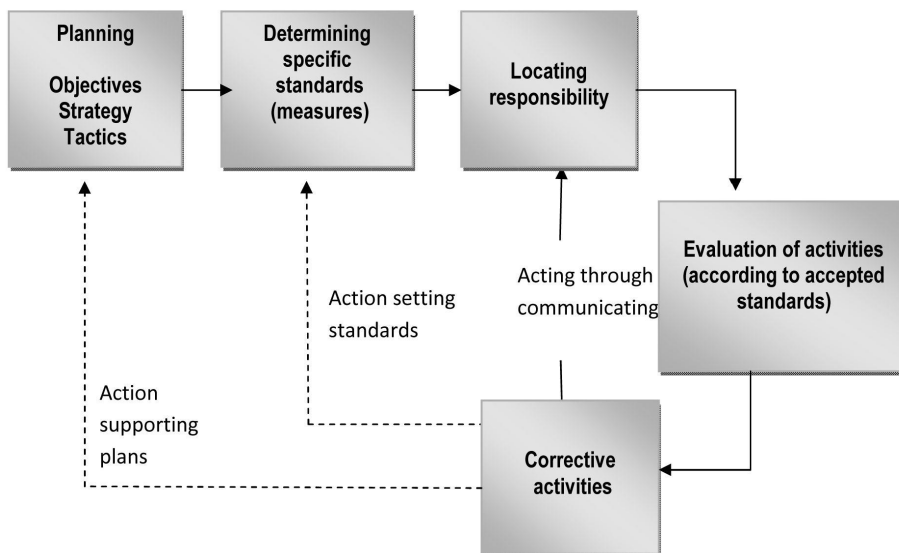 Planning
Objectives
Strategy
Tactics
Determining
specific
standards
(measures)
Locating
responsibility
Evaluation of activities
(according to accepted
standards)
Acting through
communicating
Action setting
standards
Action
supporting
plans
Corrective
activities